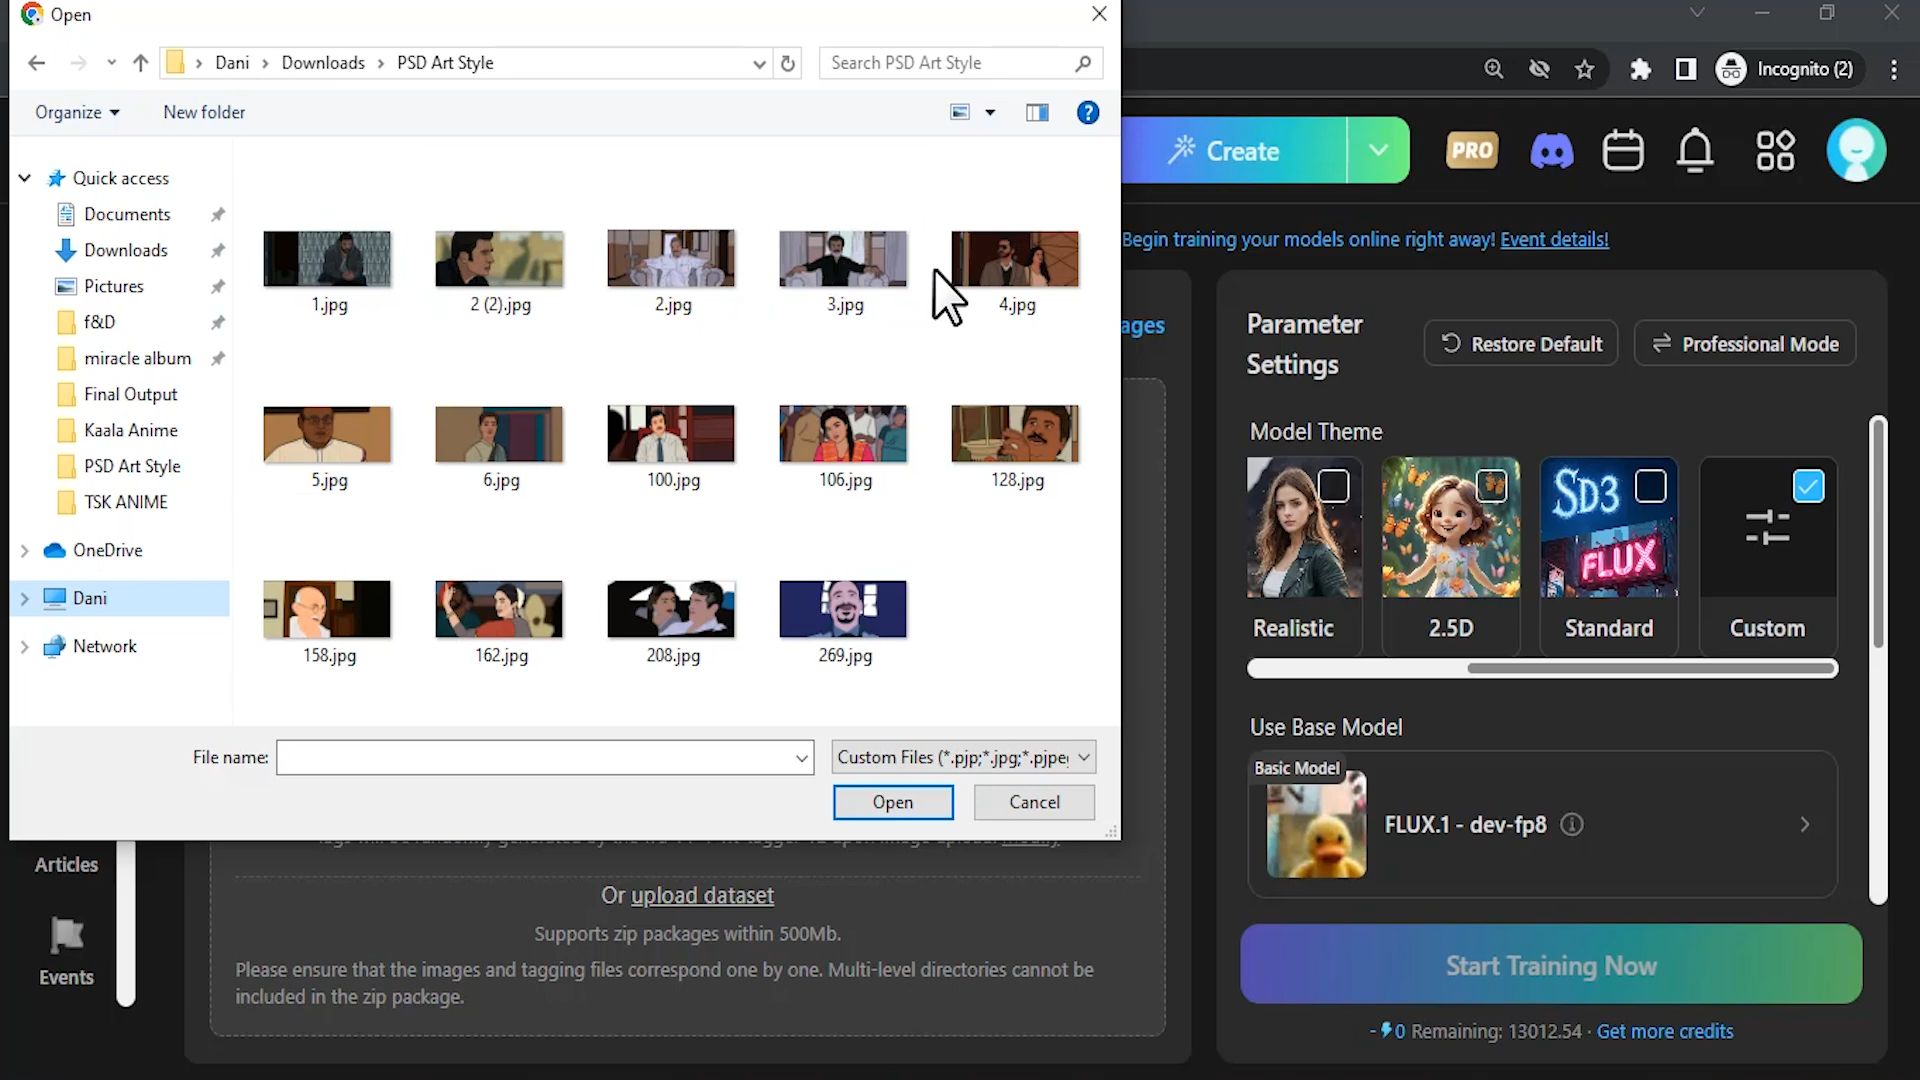 Open
Dani
Downloads
PSD Art Style
Search PSD Art Style
Incognito (2)
Organize
New folder
Create
PRO
Quick access
Documents
Downloads
Pictures
f&D
miracle album
Final Output
Kaala Anime
PSD Art Style
TSK ANIME
OneDrive
Dani
Network
1.jpg
2 (2).jpg
2.jpg
3.jpg
4.jpg
5.jpg
6.jpg
100.jpg
106.jpg
128.jpg
158.jpg
162.jpg
208.jpg
269.jpg
File name:
Custom Files (*.pjp;*.jpg;*.pjpe
Open
Cancel
Begin training your models online right away! Event details!
ages
Parameter
Settings
Restore Default
Professional Mode
Model Theme
SD3
FLUX
Realistic
2.5D
Standard
Custom
Use Base Model
Basic Model
FLUX.1 - dev-fp8
Start Training Now
- 0 Remaining: 13012.54 · Get more credits
Articles
Events
Or upload dataset
Supports zip packages within 500Mb.
Please ensure that the images and tagging files correspond one by one. Multi-level directories cannot be
included in the zip package.